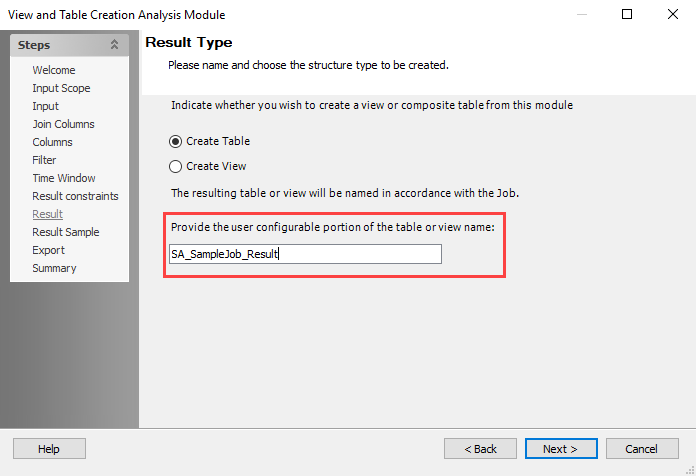 View and Table Creation Analysis Module
Steps
Welcome
Input Scope
Input
Join Columns
Columns
Filter
Time Window
Result constraints
Result
Result Sample
Export
Summary
Result Type
Please name and choose the structure type to be created.
Indicate whether you wish to create a view or composite table from this module
Create Table
Create View
The resulting table or view will be named in accordance with the Job.
Provide the user configurable portion of the table or view name:
SA_SampleJob_Result
Help
< Back
Next >
Cancel